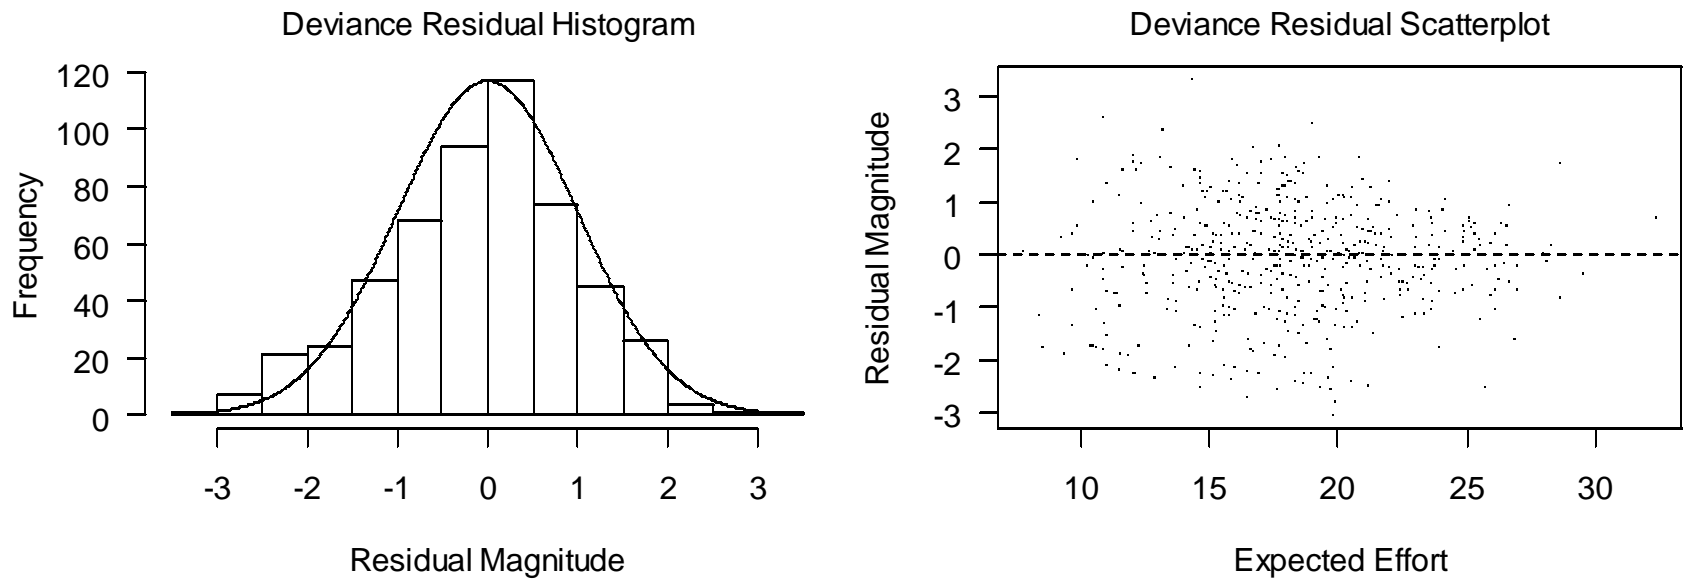 Deviance Residual Histogram
Frequency
120
100
80
60
40
20
0
-3 -2 -1 0 1 2 3
Residual Magnitude
Deviance Residual Scatterplot
Residual Magnitude
3
2
1
0
-1
-2
-3
10 15 20 25 30
Expected Effort